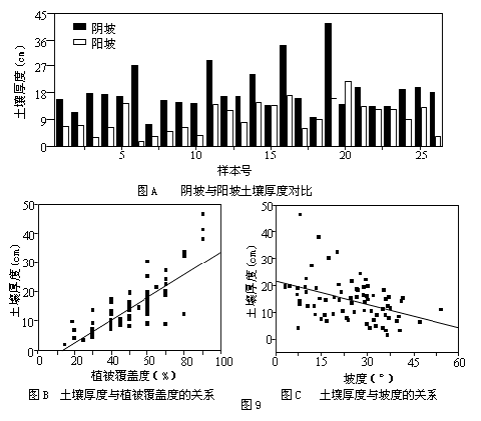 45
36
27
18
9
0
土壤厚度(cm)
阴坡
阳坡
5 10 15 20 25
样本号
图A 阴坡与阳坡土壤厚度对比
50
40
30
20
10
0
土壤厚度(cm)
0 20 40 60 80 100
植被覆盖度(%)
图B 土壤厚度与植被覆盖度的关系
50
40
30
20
10
0
土壤厚度(cm)
0 15 30 45 60
坡度(°)
图C 土壤厚度与坡度的关系
图9